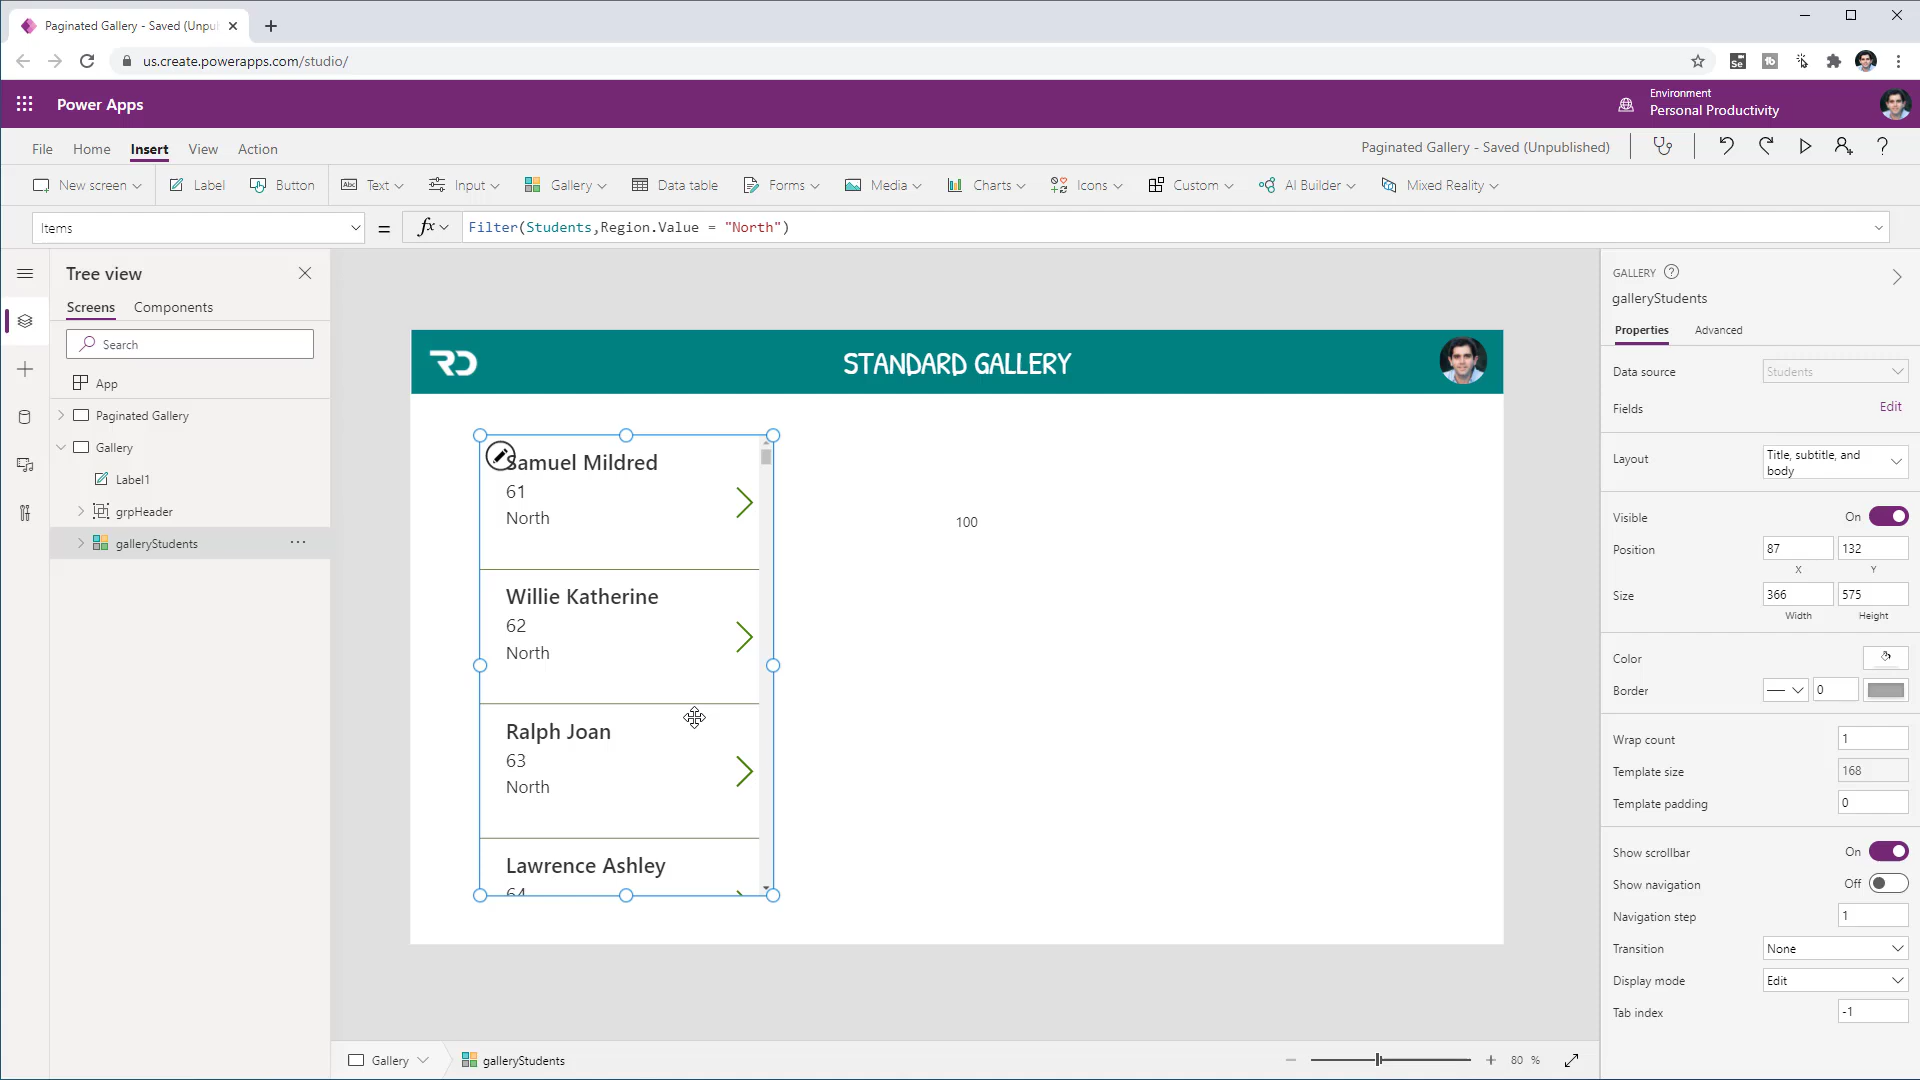 Paginated Gallery - Saved (Unpu
us.create.powerapps.com/studio/
Power Apps
Environment
Personal Productivity
File Home Insert View Action
Paginated Gallery - Saved (Unpublished)
New screen Label Button Text Input Gallery Data table Forms Media Charts Icons Custom AI Builder Mixed Reality
Items = fx Filter(Students,Region.Value = "North")
Tree view
Screens Components
Search
App
Paginated Gallery
Gallery
Label1
grpHeader
galleryStudents ...
RD
STANDARD GALLERY
Samuel Mildred
61
North
Willie Katherine
62
North
Ralph Joan
63
North
Lawrence Ashley
64
100
GALLERY ?
galleryStudents
Properties Advanced
Data source Students
Fields Edit
Layout Title, subtitle, and body
Visible On
Position 87 132
X Y
Size 366 575
Width Height
Color
Border 0
Wrap count 1
Template size 168
Template padding 0
Show scrollbar On
Show navigation Off
Navigation step 1
Transition None
Display mode Edit
Tab index -1
Gallery galleryStudents
80 %